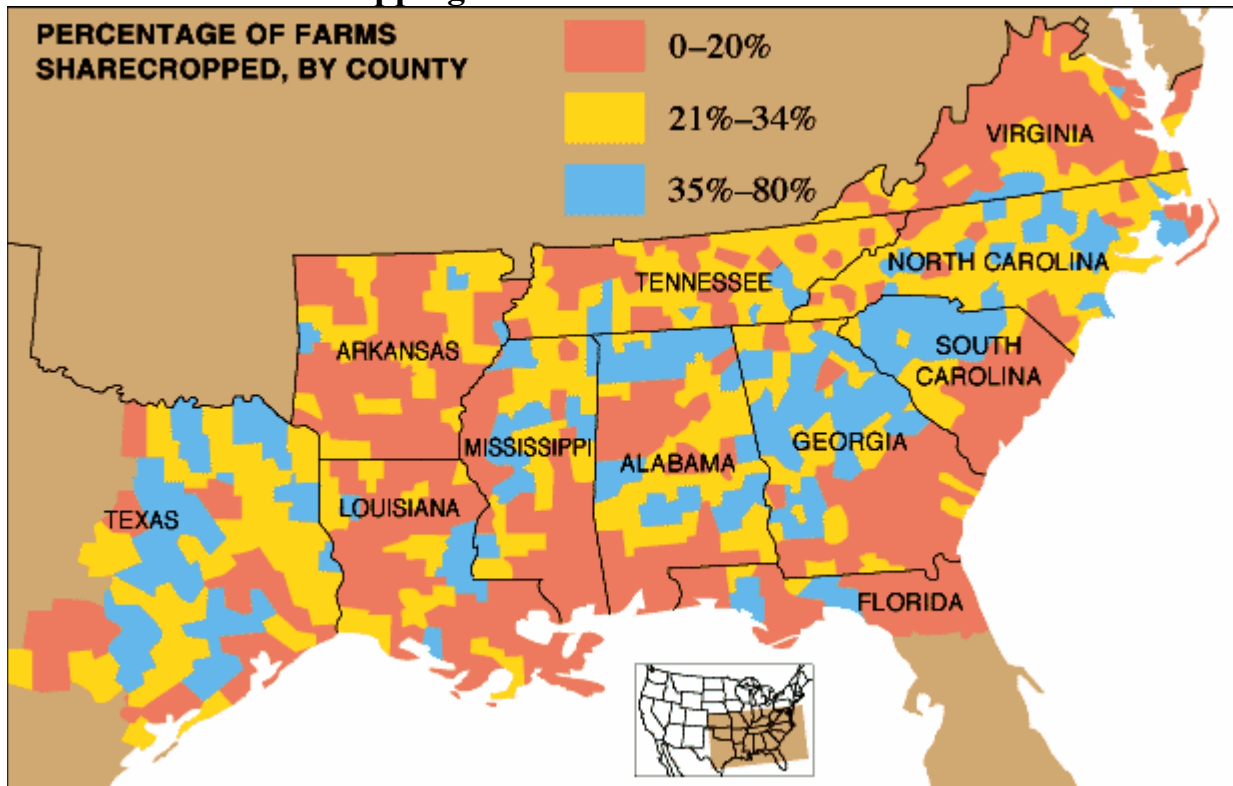 pping
PERCENTAGE OF FARMS
SHARECROPPED, BY COUNTY
0–20%
21%–34%
35%–80%
VIRGINIA
NORTH CAROLINA
TENNESSEE
ARKANSAS
SOUTH
CAROLINA
MISSISSIPPI
ALABAMA
GEORGIA
LOUISIANA
TEXAS
FLORIDA